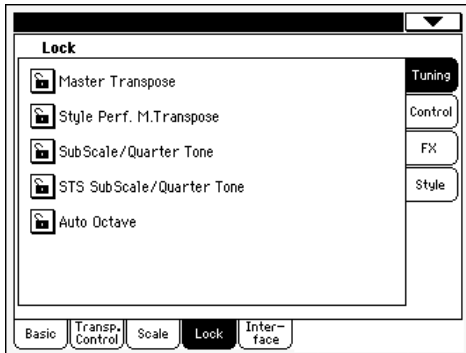 Lock
Master Transpose
Style Perf. M.Transpose
SubScale/Quarter Tone
STS SubScale/Quarter Tone
Auto Octave
Tuning
Control
FX
Style
Basic
Transp.
Control
Scale
Lock
Inter-
face